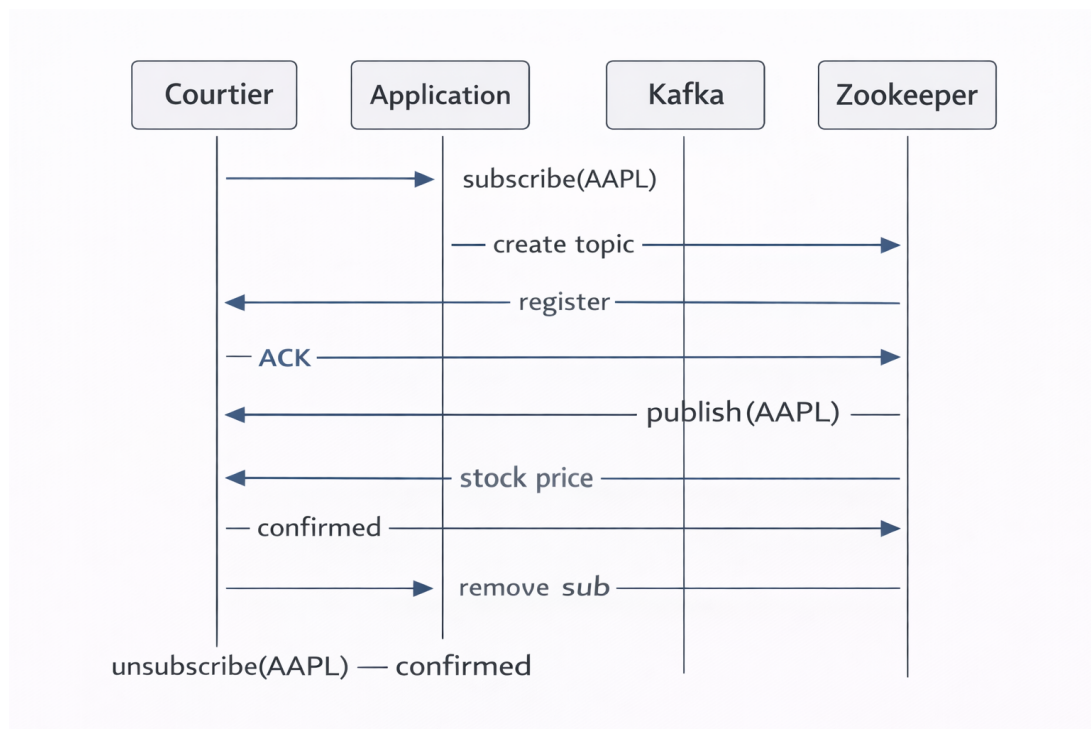 Courtier Application Kafka Zookeeper
subscribe(AAPL)
create topic
register
ACK
publish(AAPL)
stock price
confirmed
remove sub
unsubscribe(AAPL) — confirmed